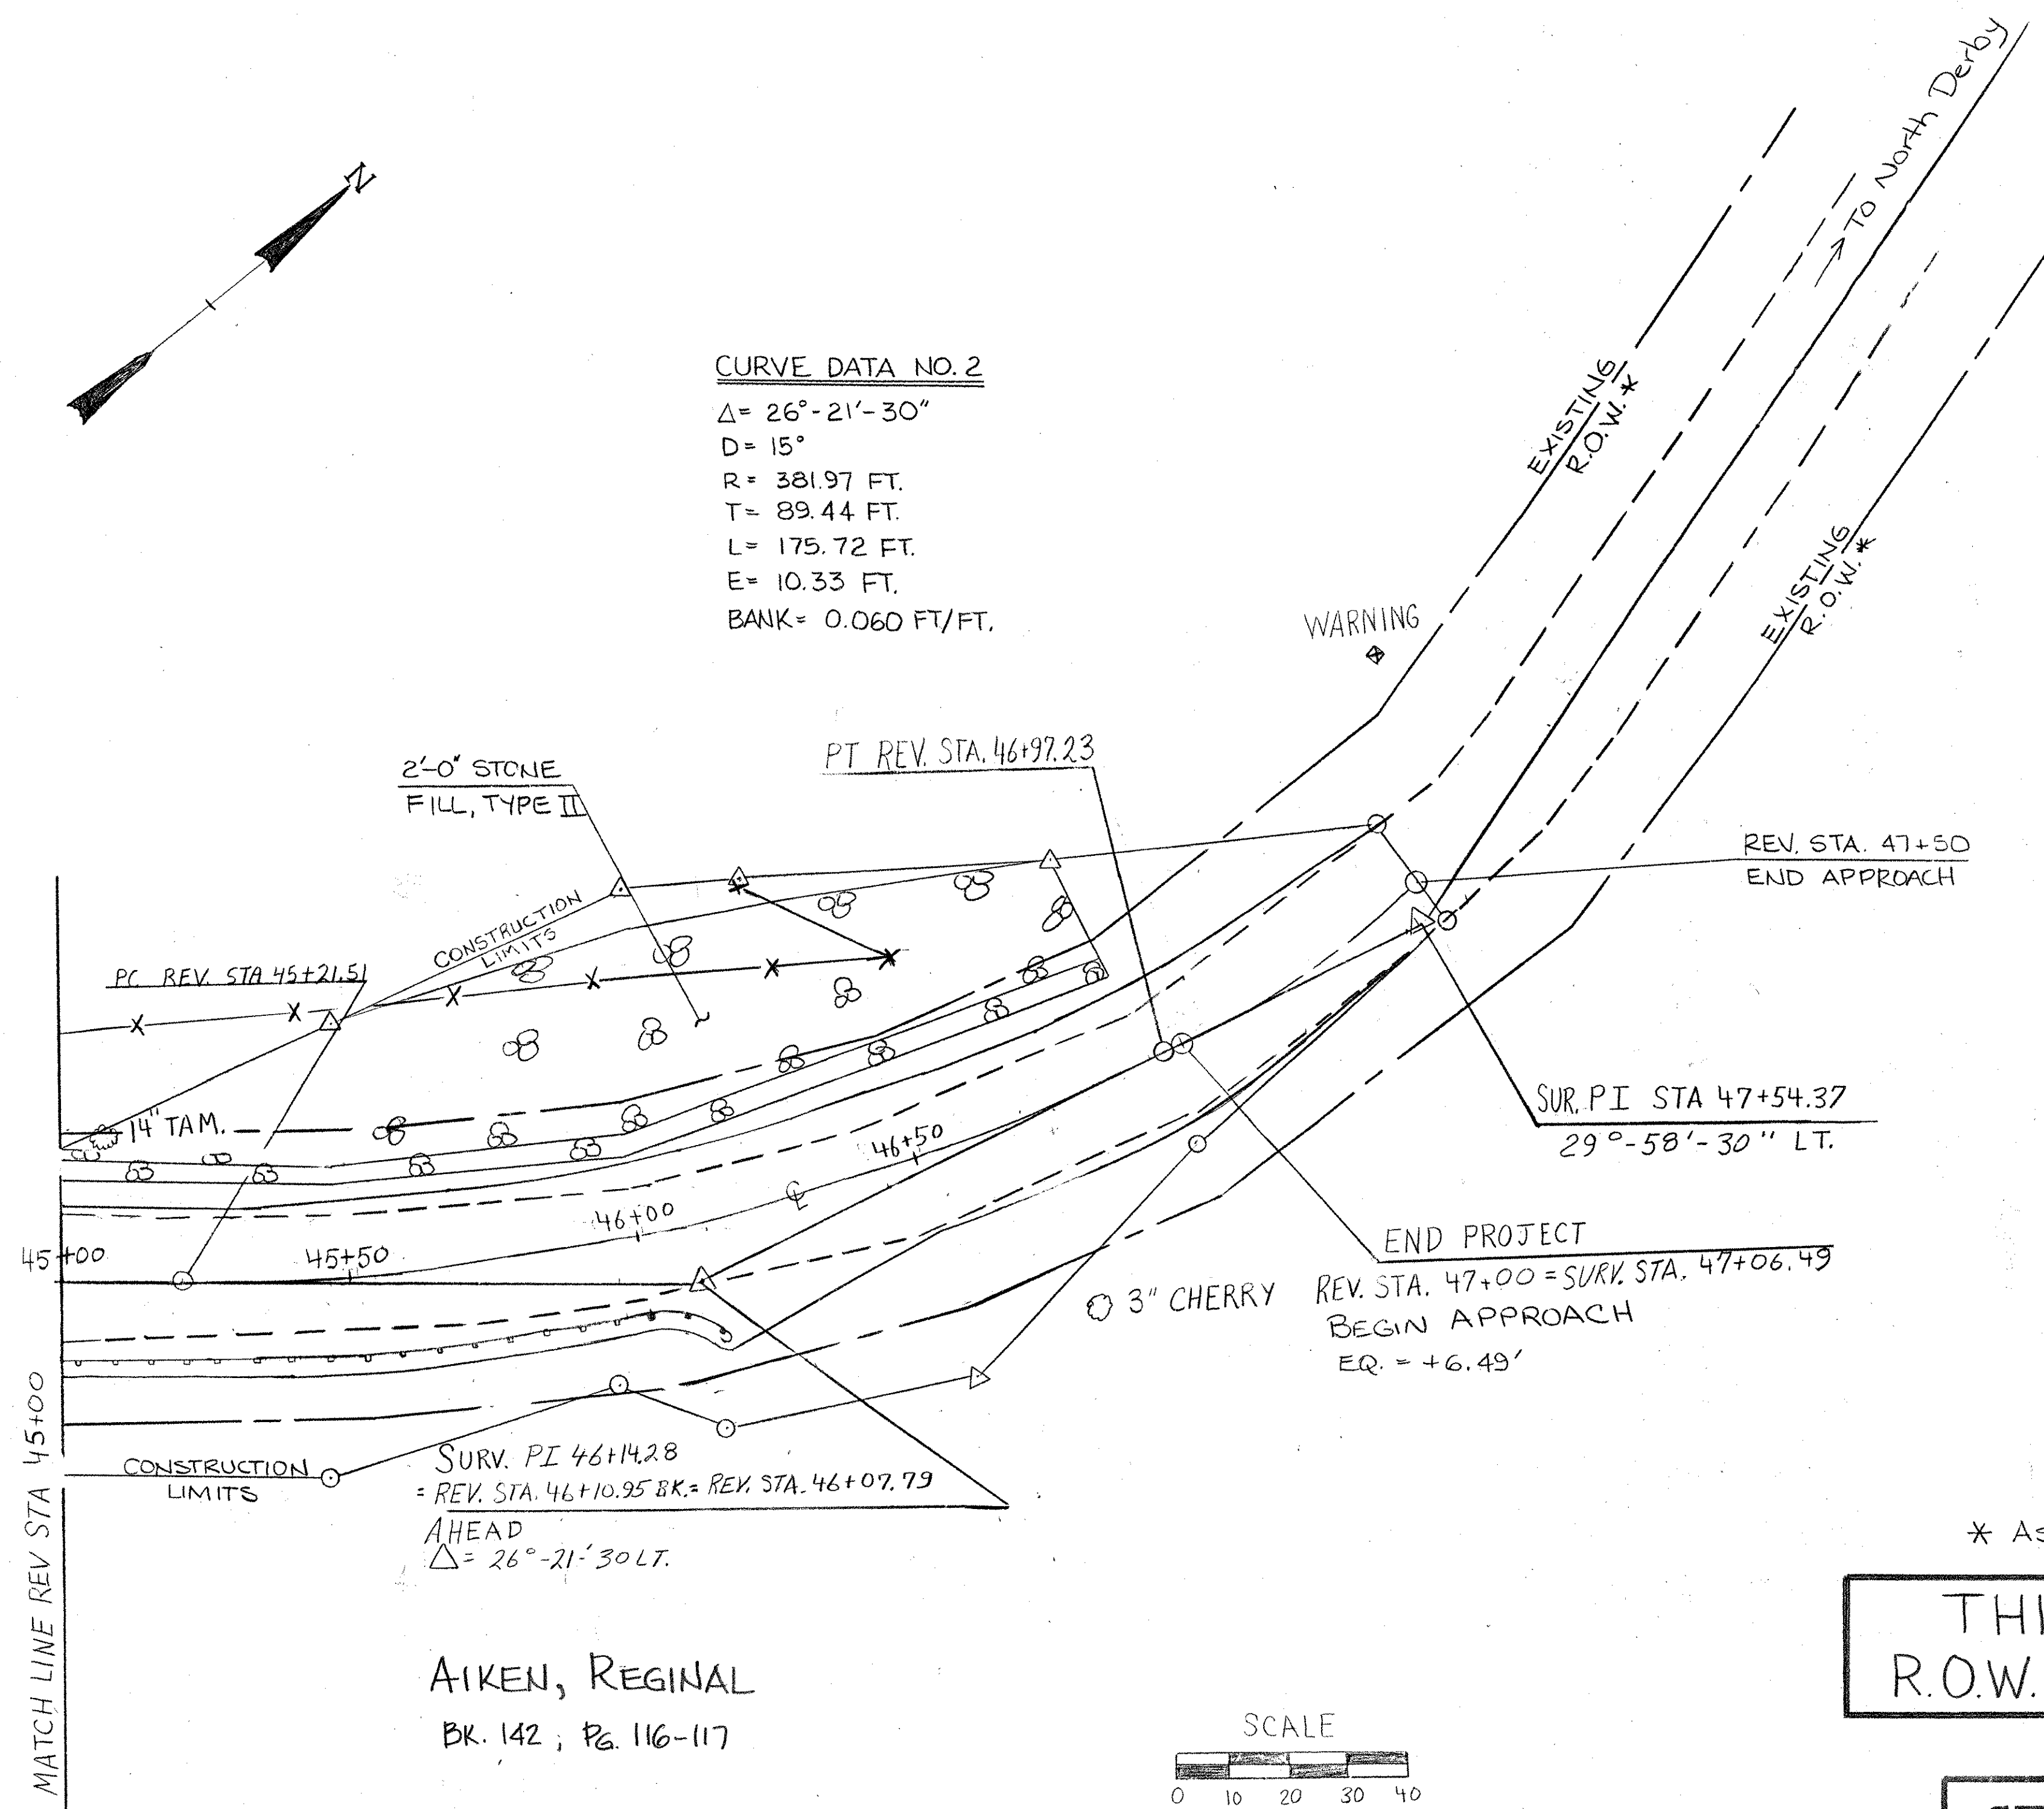 N
To North Derby
CURVE DATA NO. 2
Δ= 26°-21'-30"
D= 15°
R= 381.97 FT.
T= 89.44 FT.
L= 175.72 FT.
E= 10.33 FT.
BANK= 0.060 FT/FT.
EXISTING
R.O.W.*
EXISTING
R.O.W.*
WARNING
PT REV. STA. 46+97.23
2'-0" STONE
FILL, TYPE II
REV. STA. 47+50
END APPROACH
CONSTRUCTION
LIMITS
PC REV. STA 45+21.51
14" TAM.
SUR. PI STA 47+54.37
29°-58'-30" LT.
46+50
℄
46+00
45+50
45+00
END PROJECT
REV. STA. 47+00 = SURV. STA. 47+06.49
BEGIN APPROACH
EQ. = +6.49'
3" CHERRY
MATCH LINE REV STA 45+00
CONSTRUCTION
LIMITS
SURV. PI 46+14.28
= REV. STA. 46+10.95 BK.= REV. STA. 46+07.79
AHEAD
Δ= 26°-21-'30 LT.
* AS
THI
R.O.W.
AIKEN, REGINAL
BK. 142 ; PG. 116-117
SCALE
0 10 20 30 40